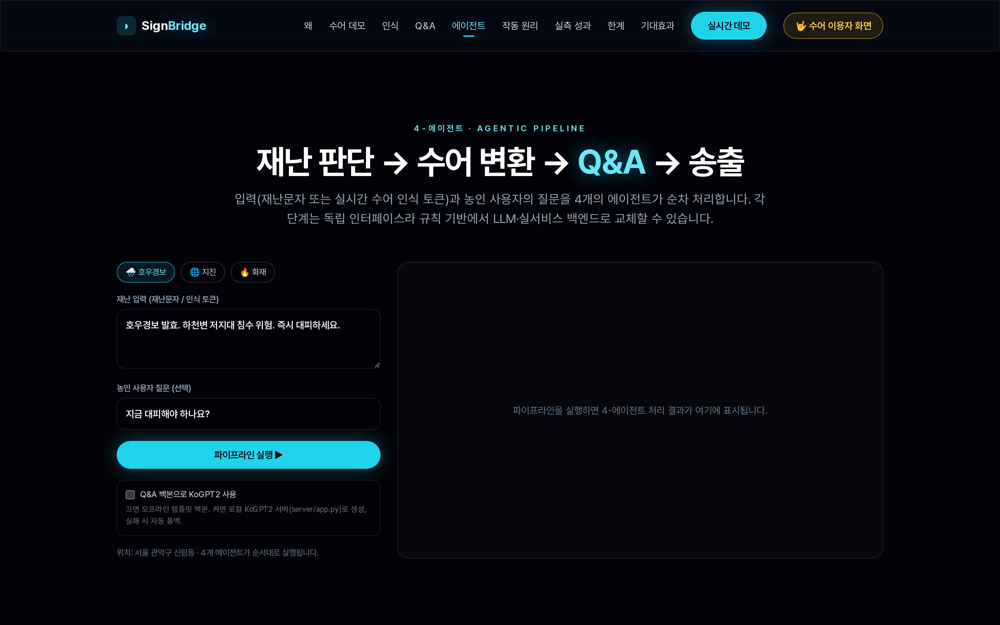 SignBridge
왜
수어 데모
인식
Q&A
에이전트
작동 원리
실측 성과
한계
기대효과
실시간 데모
🤟 수어 이용자 화면
4-에이전트 · AGENTIC PIPELINE
재난 판단 → 수어 변환 → Q&A → 송출
입력(재난문자 또는 실시간 수어 인식 토큰)과 농인 사용자의 질문을 4개의 에이전트가 순차 처리합니다. 각
단계는 독립 인터페이스라 규칙 기반에서 LLM·실서비스 백엔드로 교체할 수 있습니다.
🌧️ 호우경보
🌐 지진
🔥 화재
재난 입력 (재난문자 / 인식 토큰)
호우경보 발효. 하천변 저지대 침수 위험. 즉시 대피하세요.
농인 사용자 질문 (선택)
지금 대피해야 하나요?
파이프라인 실행 ▶
Q&A 백본으로 KoGPT2 사용
끄면 오프라인 템플릿 백본. 켜면 로컬 KoGPT2 서버(server/app.py)로 생성,
실패 시 자동 폴백.
위치: 서울 관악구 신림동 · 4개 에이전트가 순서대로 실행됩니다.
파이프라인을 실행하면 4-에이전트 처리 결과가 여기에 표시됩니다.